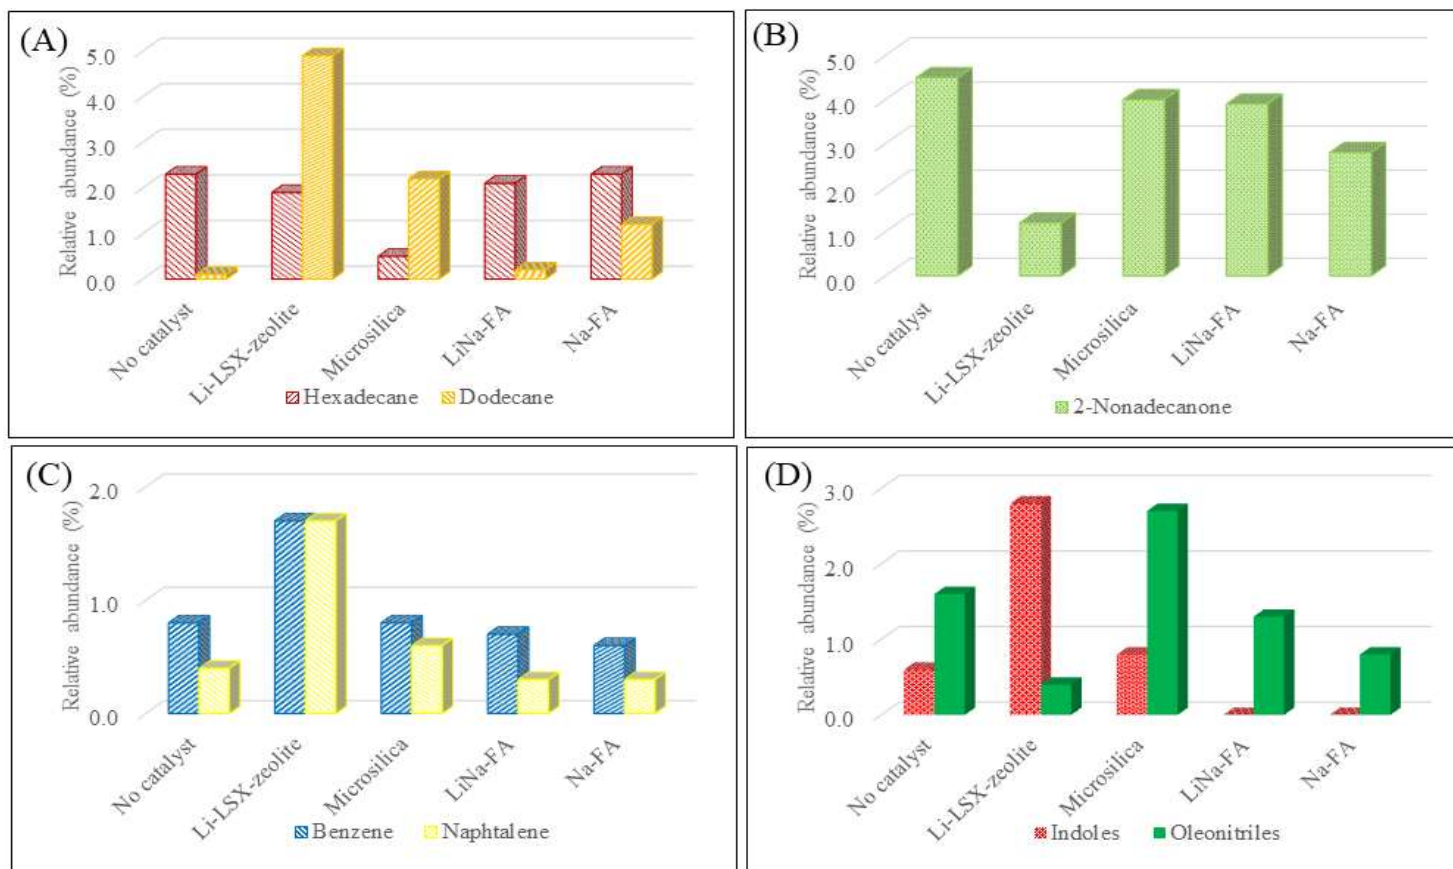 (A)
Relative abundance (%)
5.0
4.0
3.0
2.0
1.0
0.0
No catalyst
Li-LSX-zeolite
Microsilica
LiNa-FA
Na-FA
Hexadecane Dodecane
(B)
Relative abundance (%)
5.0
4.0
3.0
2.0
1.0
0.0
No catalyst
Li-LSX-zeolite
Microsilica
LiNa-FA
Na-FA
2-Nonadecanone
(C)
Relative abundance (%)
2.0
1.0
0.0
No catalyst
Li-LSX-zeolite
Microsilica
LiNa-FA
Na-FA
Benzene Naphtalene
(D)
Relative abundance (%)
3.0
2.0
1.0
0.0
No catalyst
Li-LSX-zeolite
Microsilica
LiNa-FA
Na-FA
Indoles Oleonitriles